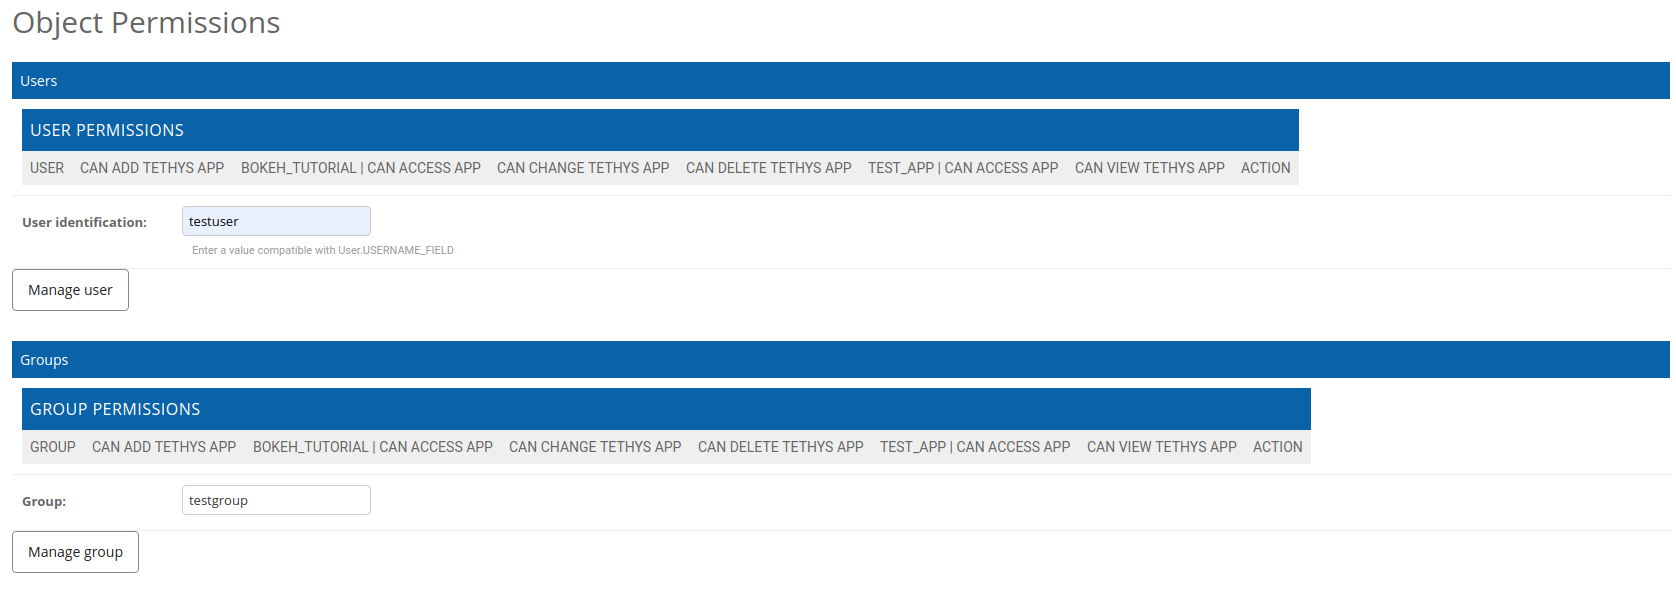 Object Permissions
Users
USER PERMISSIONS
USER CAN ADD TETHYS APP BOKEH_TUTORIAL | CAN ACCESS APP CAN CHANGE TETHYS APP CAN DELETE TETHYS APP TEST_APP | CAN ACCESS APP CAN VIEW TETHYS APP ACTION
User identification: testuser
Enter a value compatible with User.USERNAME_FIELD
Manage user
Groups
GROUP PERMISSIONS
GROUP CAN ADD TETHYS APP BOKEH_TUTORIAL | CAN ACCESS APP CAN CHANGE TETHYS APP CAN DELETE TETHYS APP TEST_APP | CAN ACCESS APP CAN VIEW TETHYS APP ACTION
Group: testgroup
Manage group